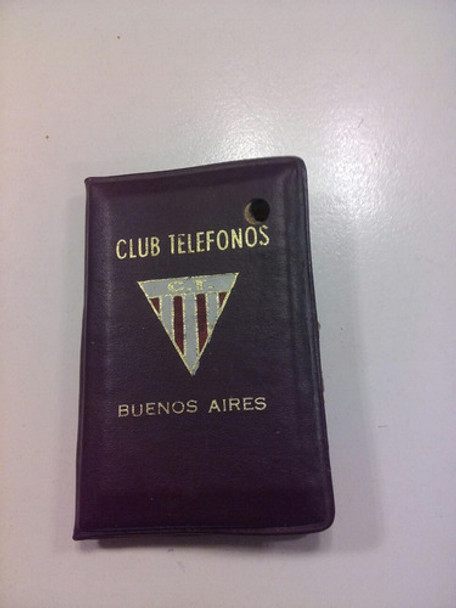 CLUB TELEFONOS
C.T.
BUENOS AIRES